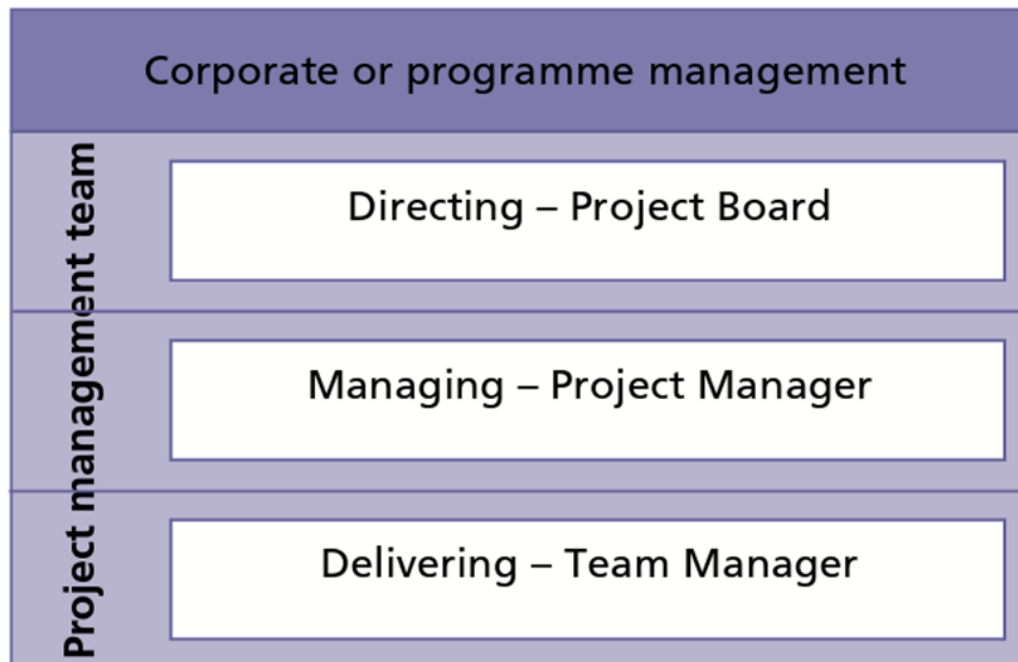 Corporate or programme management
Project management team
Directing – Project Board
Managing – Project Manager
Delivering – Team Manager